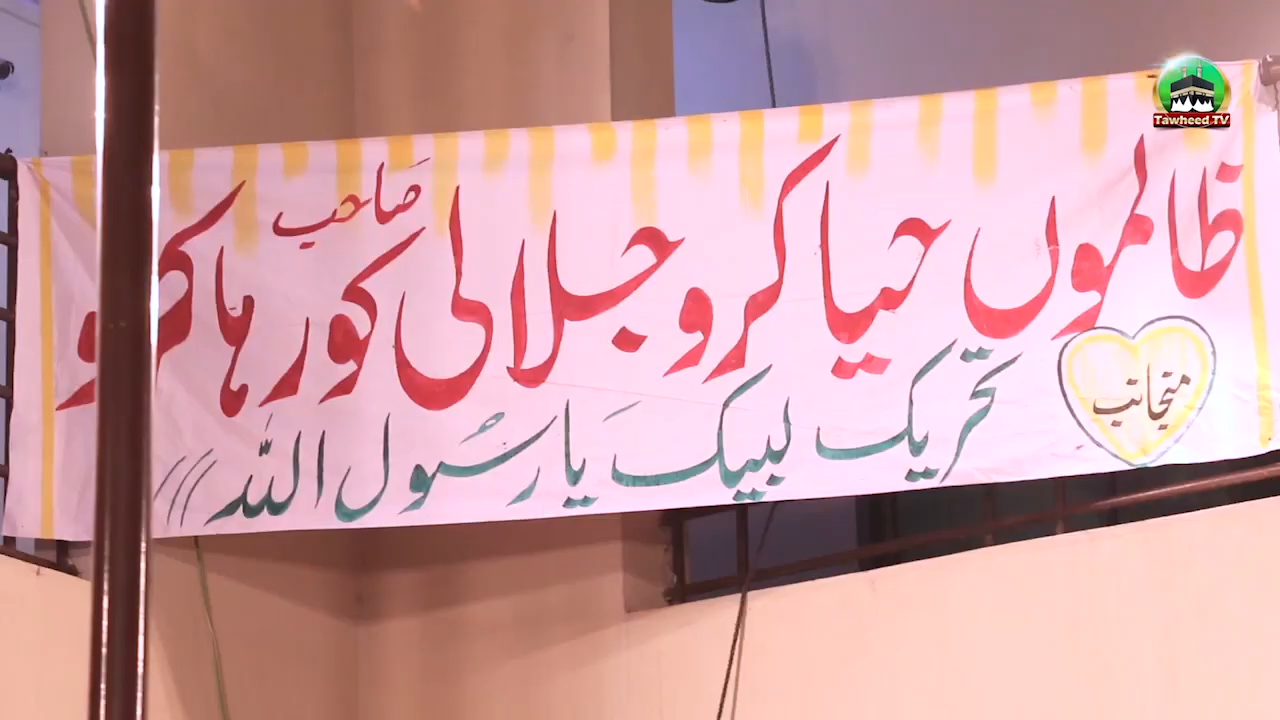 ظالموں حیا کرو جلالی صاحب کو رہا کرو
منجانب
تحریک لبیک یا رسول اللہ
Tawheed.TV